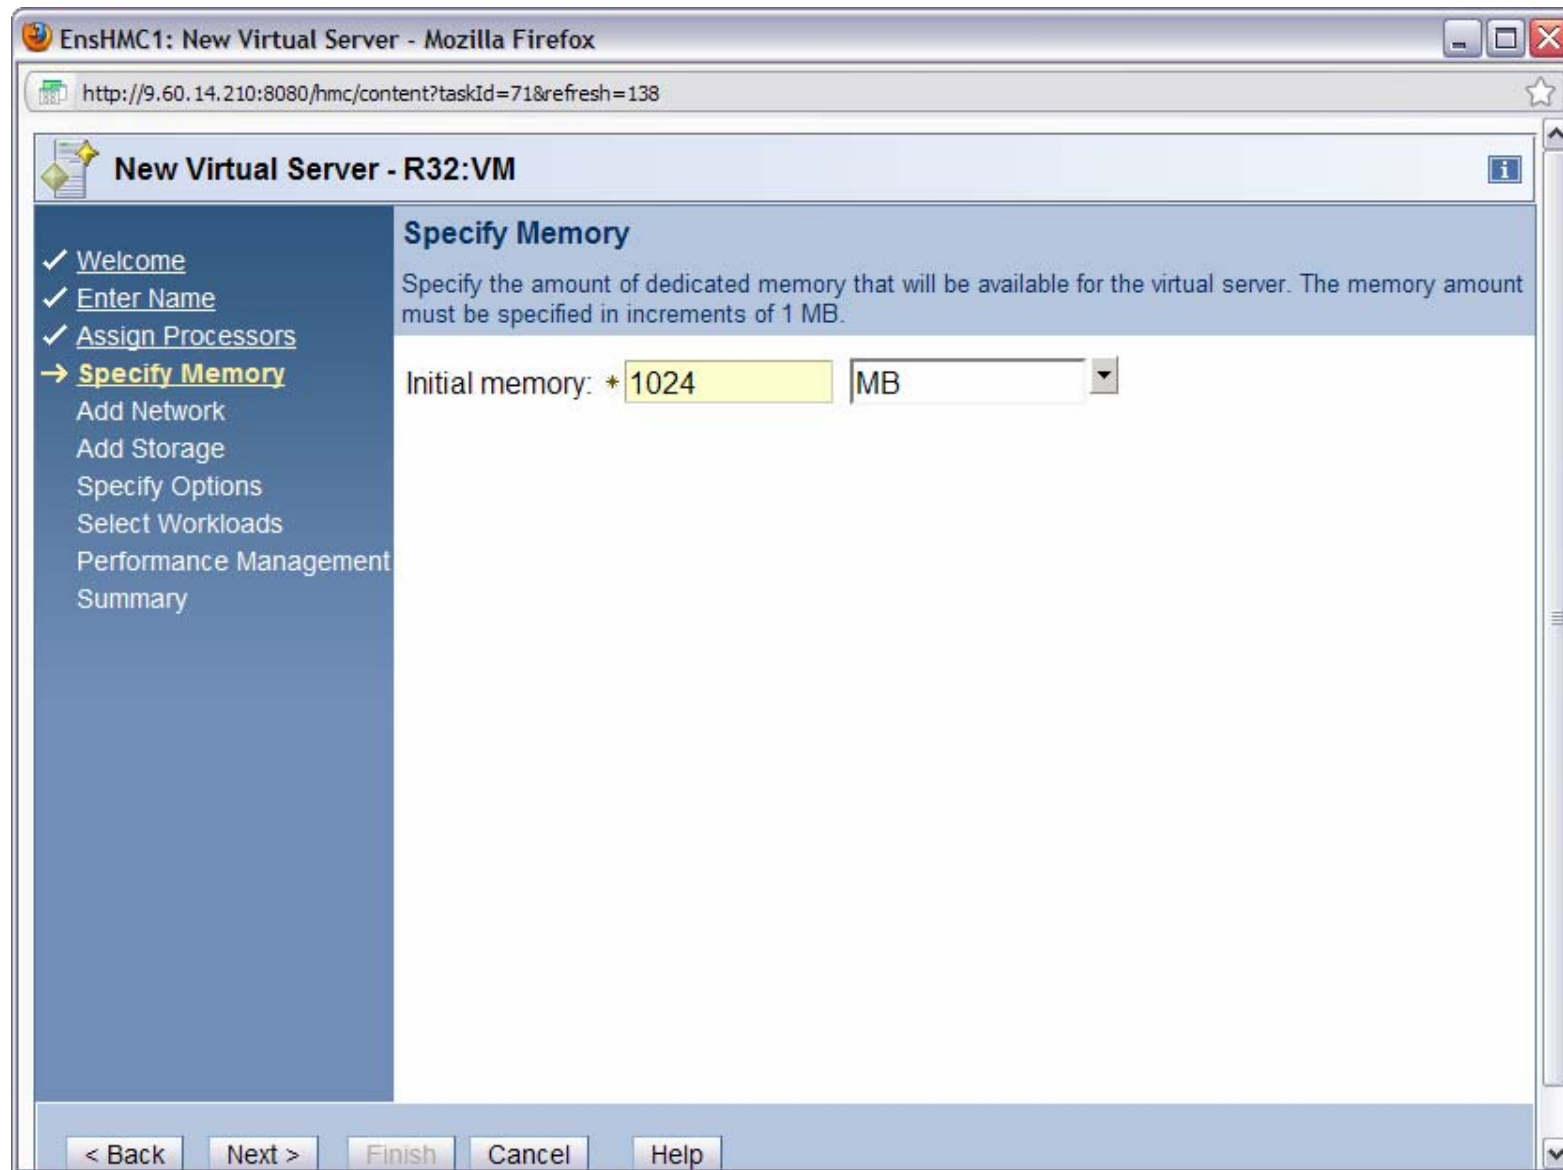 EnsHMC1: New Virtual Server - Mozilla Firefox
http://9.60.14.210:8080/hmc/content?taskId=71&refresh=138
New Virtual Server - R32:VM
i
Welcome
Enter Name
Assign Processors
Specify Memory
Add Network
Add Storage
Specify Options
Select Workloads
Performance Management
Summary
Specify Memory
Specify the amount of dedicated memory that will be available for the virtual server. The memory amount
must be specified in increments of 1 MB.
Initial memory: * 1024 MB
< Back Next > Finish Cancel Help